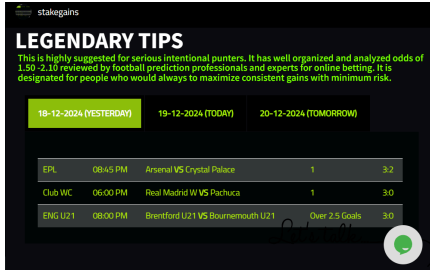 stakegains
LEGENDARY TIPS
This is highly suggested for serious intentional punters. It has well organized and analyzed odds of
1.50 -2.10 reviewed by football prediction professionals and experts for online betting. It is
designated for people who would always to maximize consistent gains with minimum risk.
18-12-2024 (YESTERDAY) 19-12-2024 (TODAY) 20-12-2024 (TOMORROW)
EPL 08:45 PM Arsenal VS Crystal Palace 1 3:2
Club WC 06:00 PM Real Madrid W VS Pachuca 1 3:0
ENG U21 08:00 PM Brentford U21 VS Bournemouth U21 Over 2.5 Goals 3:0
Let's talk